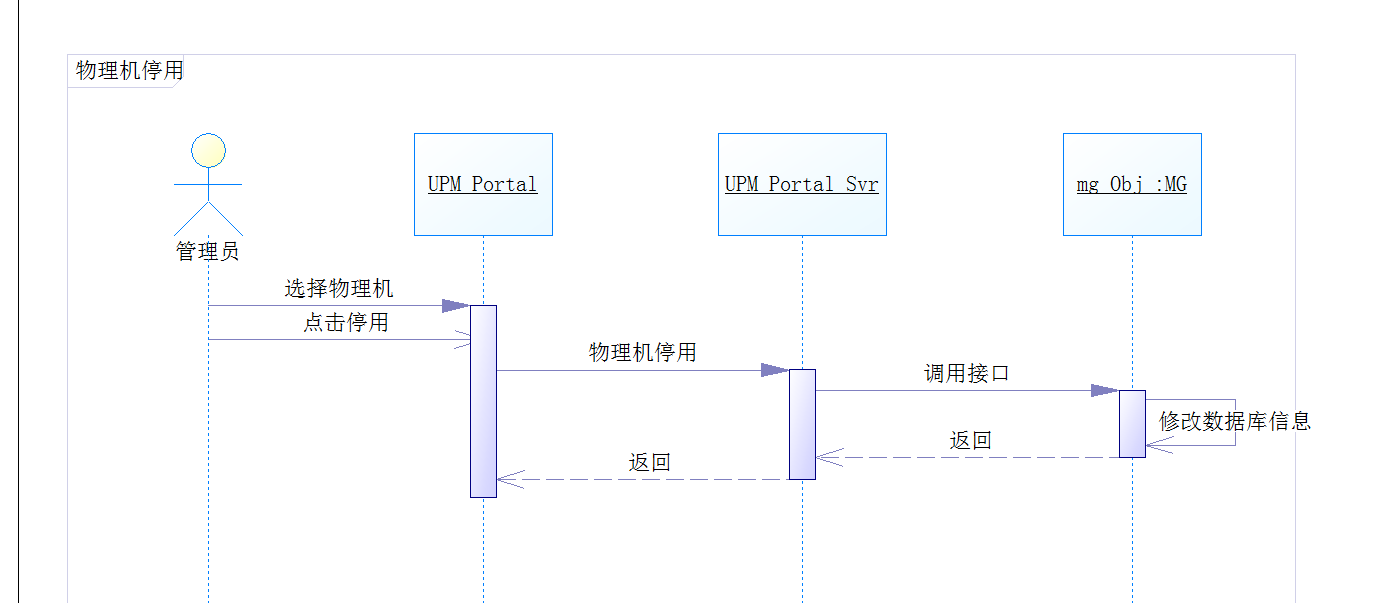 物理机停用
UPM Portal
UPM Portal Svr
mg Obj :MG
管理员
选择物理机
点击停用
物理机停用
调用接口
修改数据库信息
返回
返回